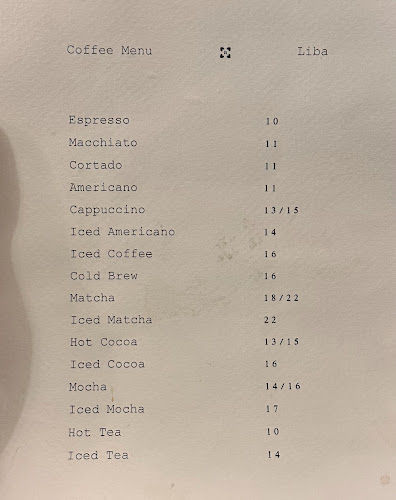 Coffee Menu Liba
Espresso 10
Macchiato 11
Cortado 11
Americano 11
Cappuccino 13/15
Iced Americano 14
Iced Coffee 16
Cold Brew 16
Matcha 18/22
Iced Matcha 22
Hot Cocoa 13/15
Iced Cocoa 16
Mocha 14/16
Iced Mocha 17
Hot Tea 10
Iced Tea 14